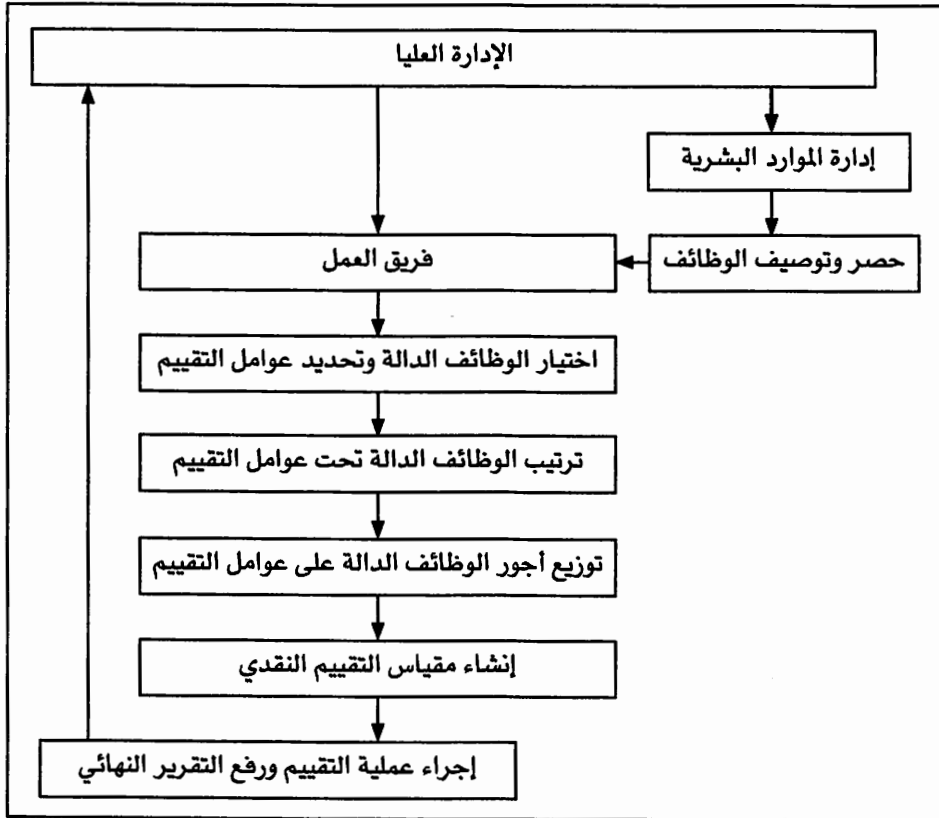 الإدارة العليا
إدارة الموارد البشرية
حصر وتوصيف الوظائف
فريق العمل
اختيار الوظائف الدالة وتحديد عوامل التقييم
ترتيب الوظائف الدالة تحت عوامل التقييم
توزيع أجور الوظائف الدالة على عوامل التقييم
إنشاء مقياس التقييم النقدي
إجراء عملية التقييم ورفع التقرير النهائي